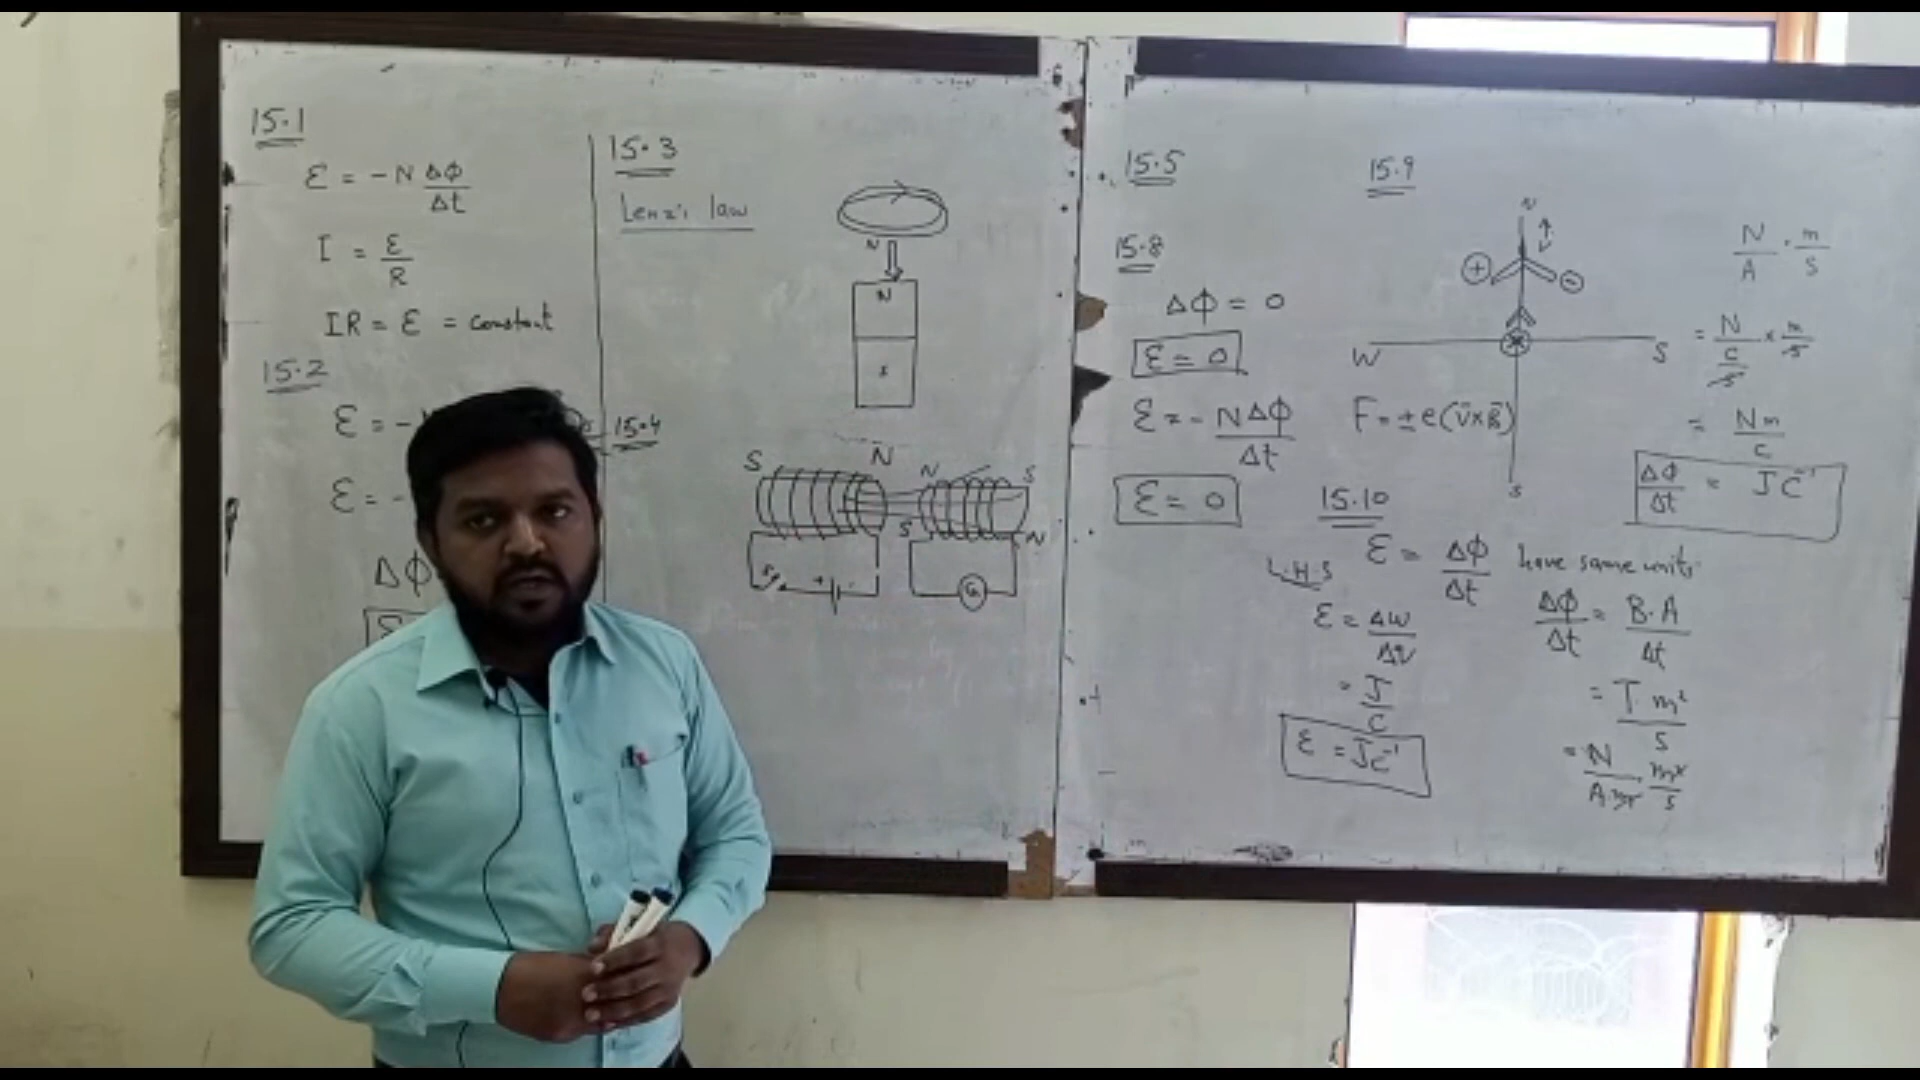 15.1
Ɛ = -N ΔΦ/Δt
I = Ɛ/R
IR = Ɛ = constant
15.2
Ɛ = -
Ɛ = -
ΔΦ
15.3
Lenz's law
N
N
S
15.4
S N N S
S N
+ -
G
15.5
15.8
ΔΦ = 0
Ɛ = 0
Ɛ = - NΔΦ/Δt
Ɛ = 0
15.9
N
+ -
W S
F = ±e(v̄×B̄)
S
15.10
Ɛ = ΔΦ/Δt have same units
L.H.S
Ɛ = ΔW/Δq
= J/C
Ɛ = JC⁻¹
ΔΦ/Δt = B.A/Δt
= T.m²/s
= N/A.m m²/s
N/A . m/s
= N/(C/s) × m/s
= Nm/C
ΔΦ/Δt = JC⁻¹